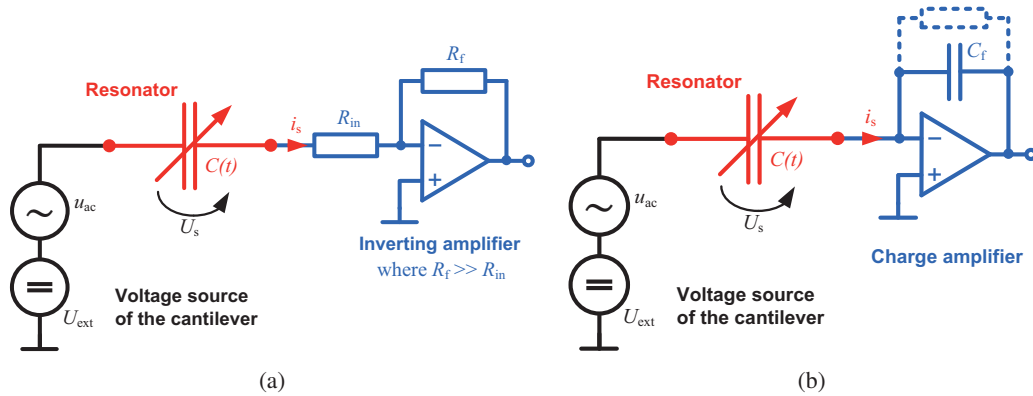 R_f
Resonator
i_s
R_in
C(t)
u_ac
U_s
Inverting amplifier
where R_f >> R_in
Voltage source
of the cantilever
U_ext
(a)
C_f
Resonator
i_s
C(t)
u_ac
U_s
Charge amplifier
Voltage source
of the cantilever
U_ext
(b)